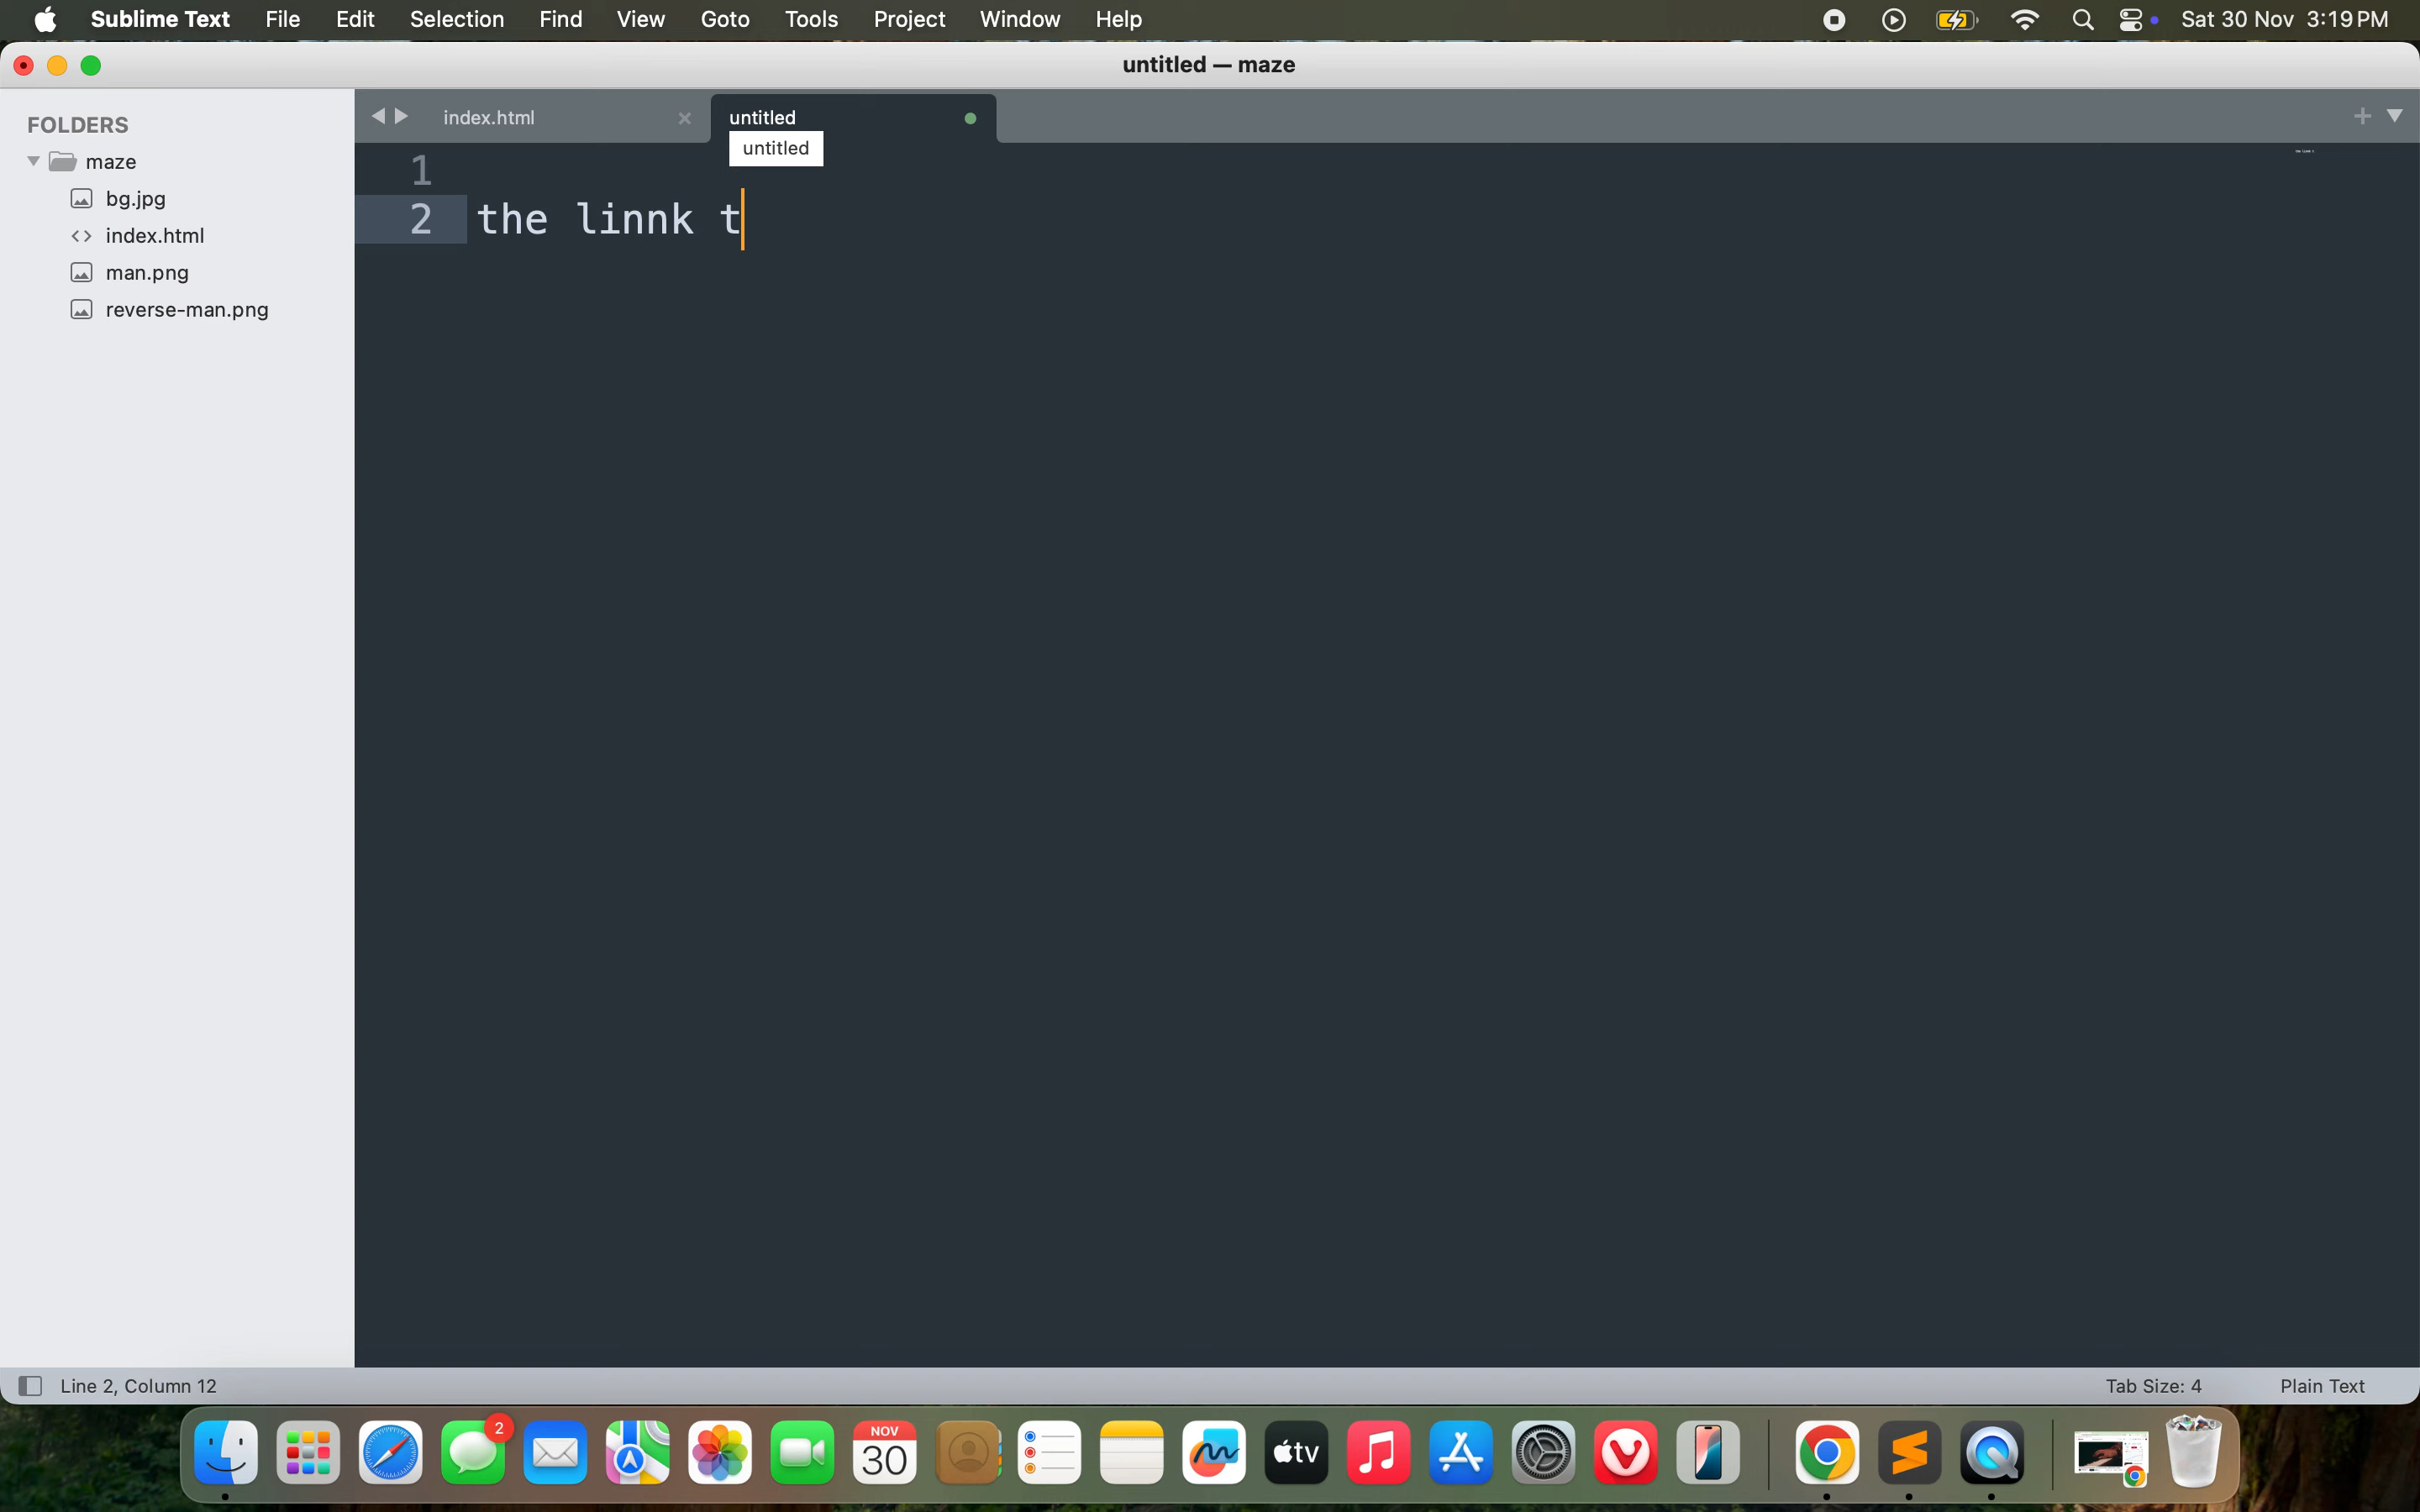 Sublime Text File Edit Selection Find View Goto Tools Project Window Help Sat 30 Nov 3:19 PM
untitled — maze
FOLDERS
maze
bg.jpg
index.html
man.png
reverse-man.png
index.html untitled
untitled
1
2 the linnk t
Line 2, Column 12 Tab Size: 4 Plain Text
2
NOV
30
tv